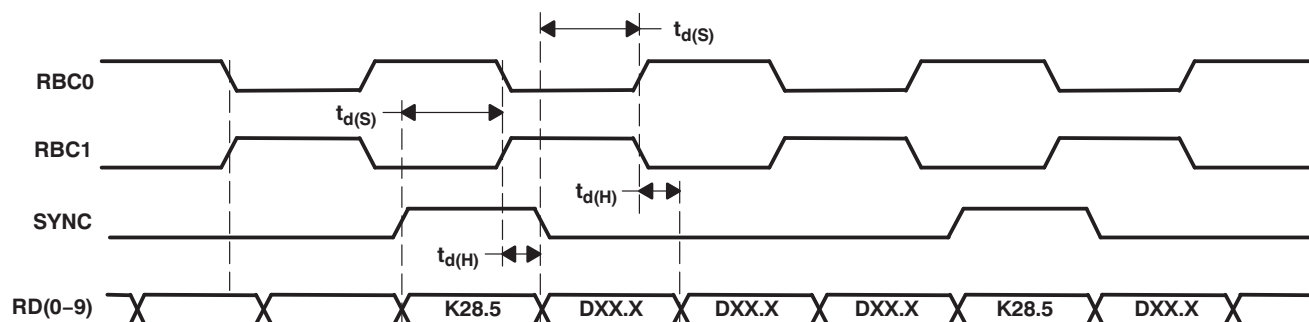 t_d(S)
RBC0
t_d(S)
RBC1
t_d(H)
SYNC
t_d(H)
RD(0–9) K28.5 DXX.X DXX.X DXX.X K28.5 DXX.X